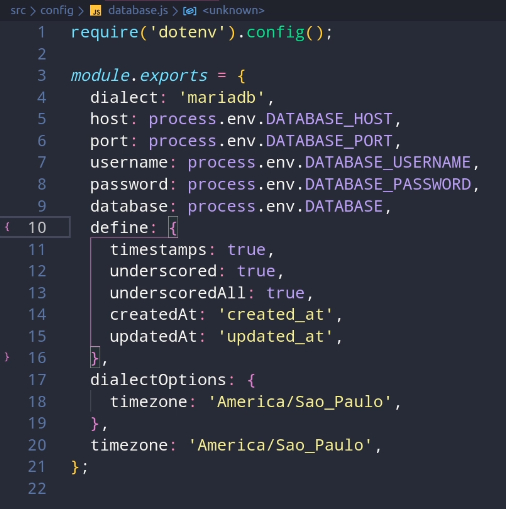 src > config > JS database.js > <unknown>
1 require('dotenv').config();
2
3 module.exports = {
4 dialect: 'mariadb',
5 host: process.env.DATABASE_HOST,
6 port: process.env.DATABASE_PORT,
7 username: process.env.DATABASE_USERNAME,
8 password: process.env.DATABASE_PASSWORD,
9 database: process.env.DATABASE,
{ 10 define: {
11 timestamps: true,
12 underscored: true,
13 underscoredAll: true,
14 createdAt: 'created_at',
15 updatedAt: 'updated_at',
} 16 },
17 dialectOptions: {
18 timezone: 'America/Sao_Paulo',
19 },
20 timezone: 'America/Sao_Paulo',
21 };
22